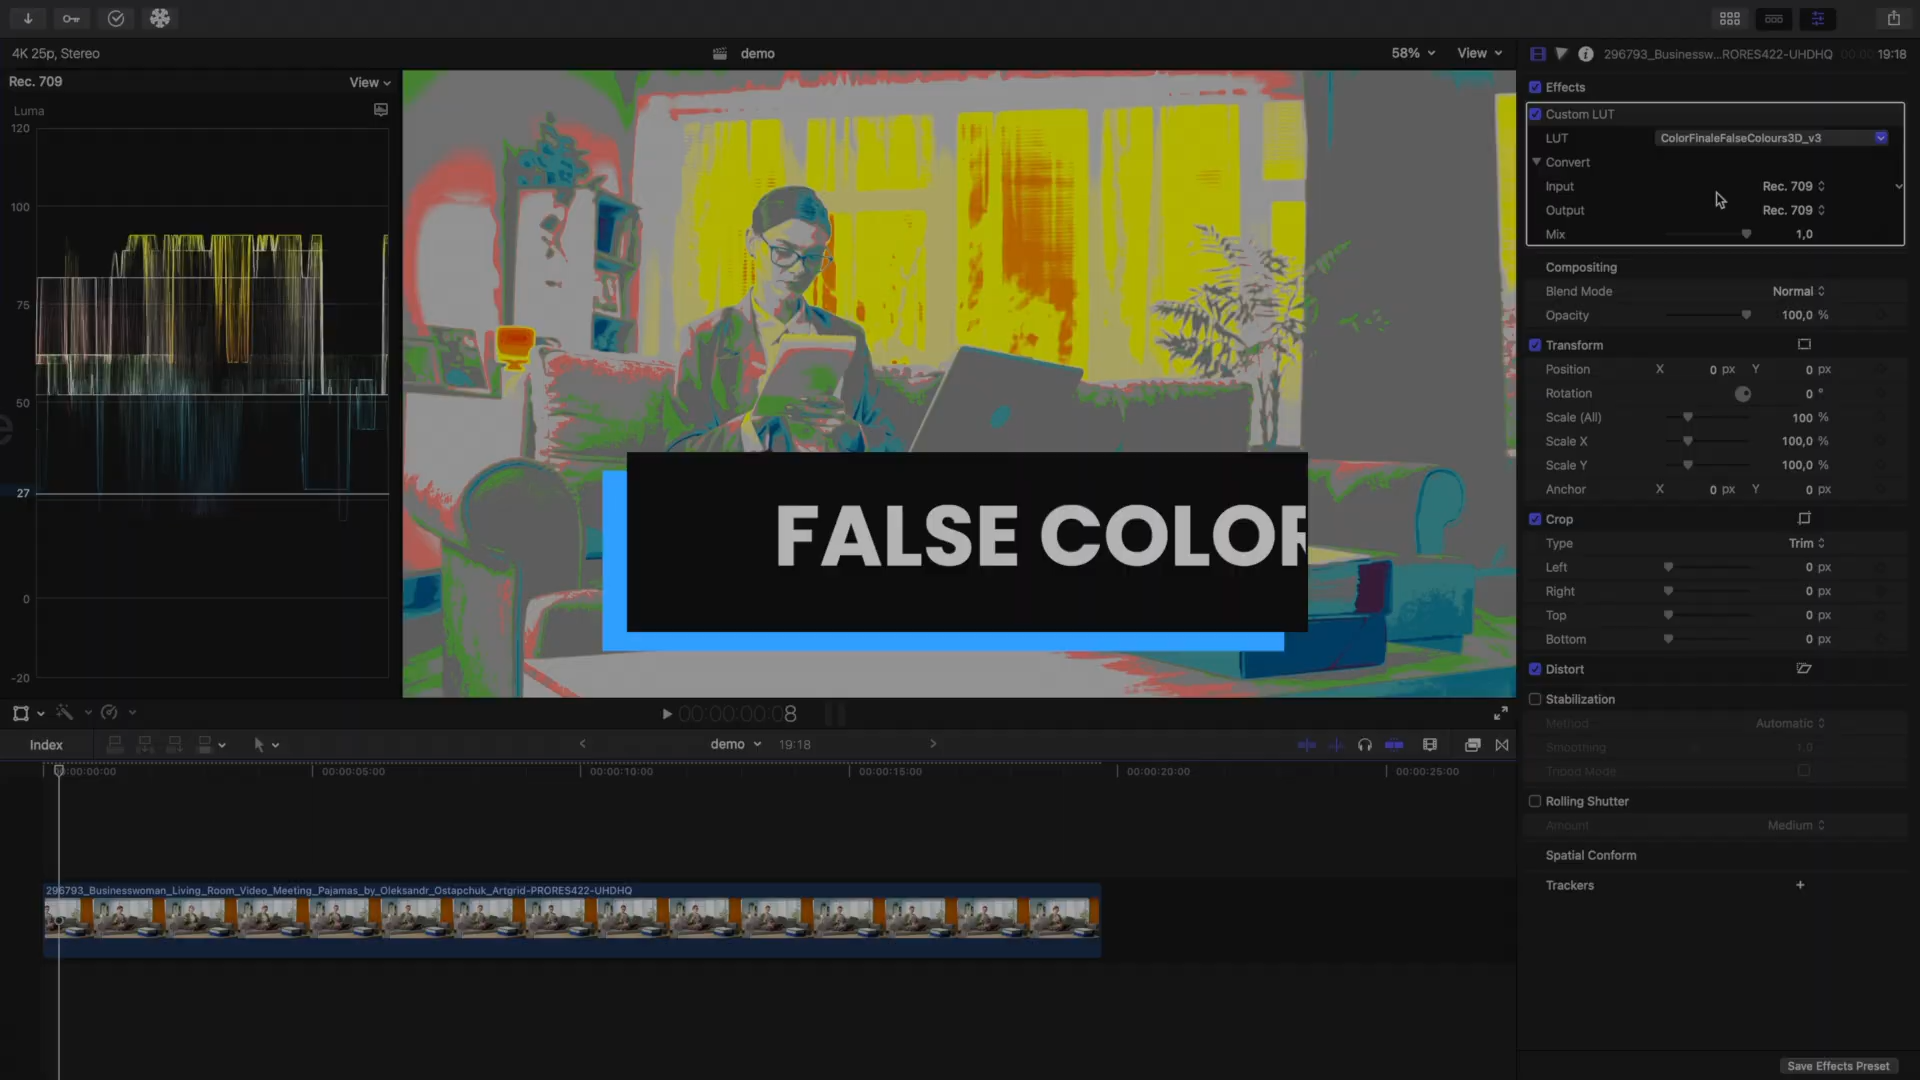 4K 25p, Stereo
demo
58%
View
296793_Businessw...RORES422-UHDHQ
19:18
Rec. 709
View
Luma
120
100
75
50
27
0
-20
Effects
Custom LUT
LUT
ColorFinaleFalseColours3D_v3
Convert
Input
Rec. 709
Output
Rec. 709
Mix
1,0
Compositing
Blend Mode
Normal
Opacity
100,0 %
Transform
Position
X
0 px
Y
0 px
Rotation
0 °
Scale (All)
100 %
Scale X
100,0 %
Scale Y
100,0 %
Anchor
X
0 px
Y
0 px
Crop
Type
Trim
Left
0 px
Right
0 px
Top
0 px
Bottom
0 px
Distort
Stabilization
Method
Automatic
Smoothing
1,0
Tripod Mode
Rolling Shutter
Amount
Medium
Spatial Conform
Trackers
Save Effects Preset
FALSE COLOR
00:00:00:08
Index
demo
19:18
00:00:00:00
00:00:05:00
00:00:10:00
00:00:15:00
00:00:20:00
00:00:25:00
296793_Businesswoman_Living_Room_Video_Meeting_Pajamas_by_Oleksandr_Ostapchuk_Artgrid-PRORES422-UHDHQ